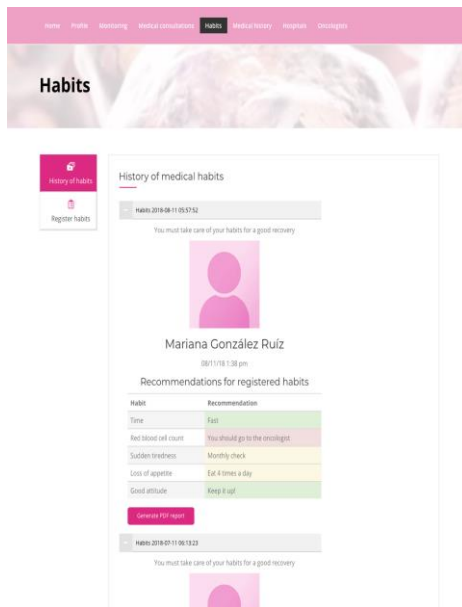 Home Profile Monitoring Medical consultations Habits Medical history Hospitals Oncologists
Habits
History of habits
Register habits
History of medical habits
Habits 2018-08-11 05:57:52
You must take care of your habits for a good recovery
Mariana González Ruíz
08/11/18 1:38 pm
Recommendations for registered habits
Habit Recommendation
Time Fast
Red blood cell count You should go to the oncologist
Sudden tiredness Monthly check
Loss of appetite Eat 4 times a day
Good attitude Keep it up!
Generate PDF report
Habits 2018-07-11 06:13:23
You must take care of your habits for a good recovery